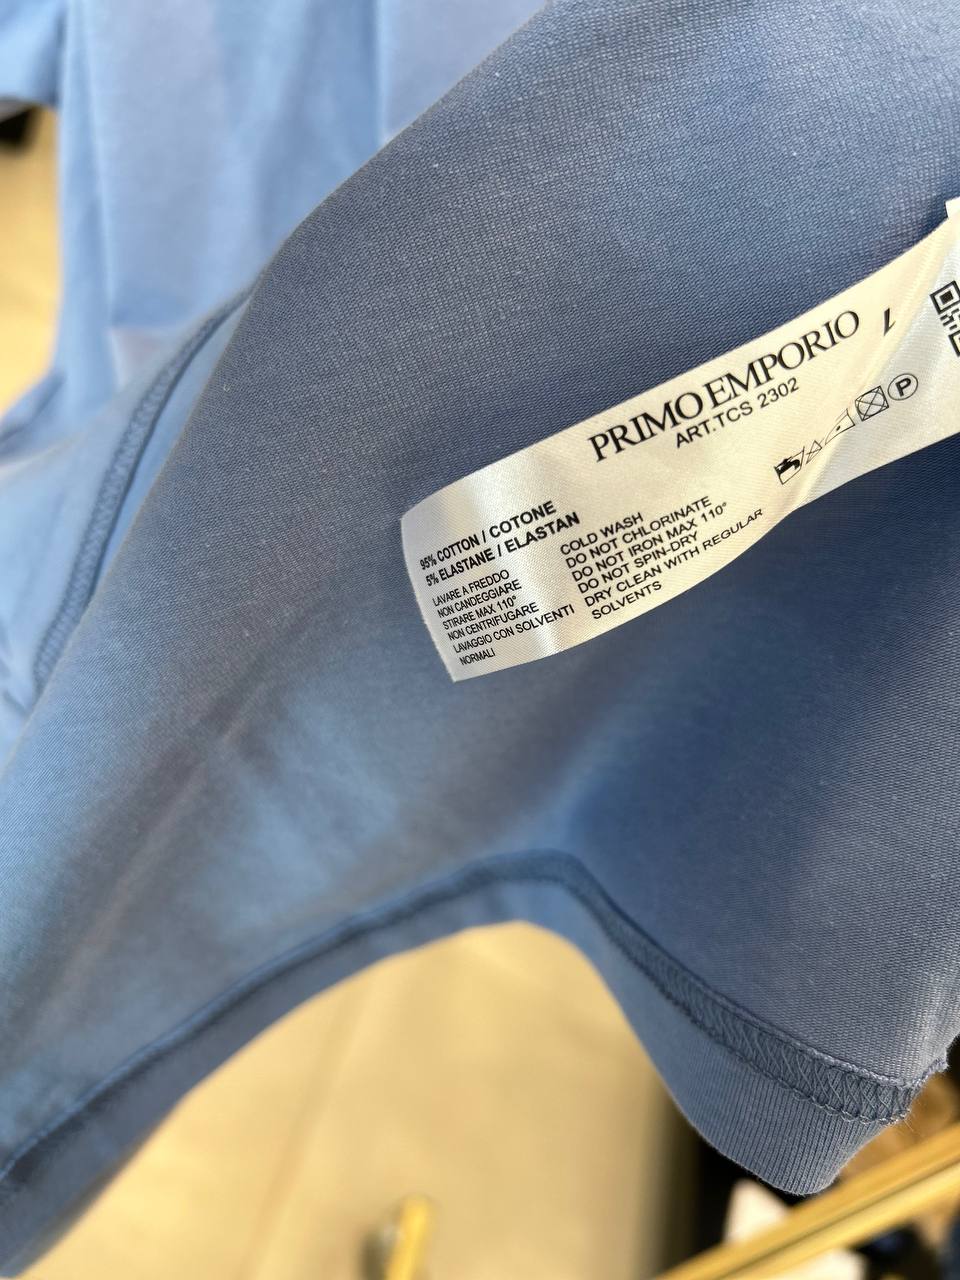 PRIMO EMPORIO
L
ART.TCS 2302
P
95% COTTON / COTONE
5% ELASTANE / ELASTAN
LAVARE A FREDDO
NON CANDEGGIARE
STIRARE MAX 110°
NON CENTRIFUGARE
LAVAGGIO CON SOLVENTI
NORMALI
COLD WASH
DO NOT CHLORINATE
DO NOT IRON MAX 110°
DO NOT SPIN-DRY
DRY CLEAN WITH REGULAR
SOLVENTS